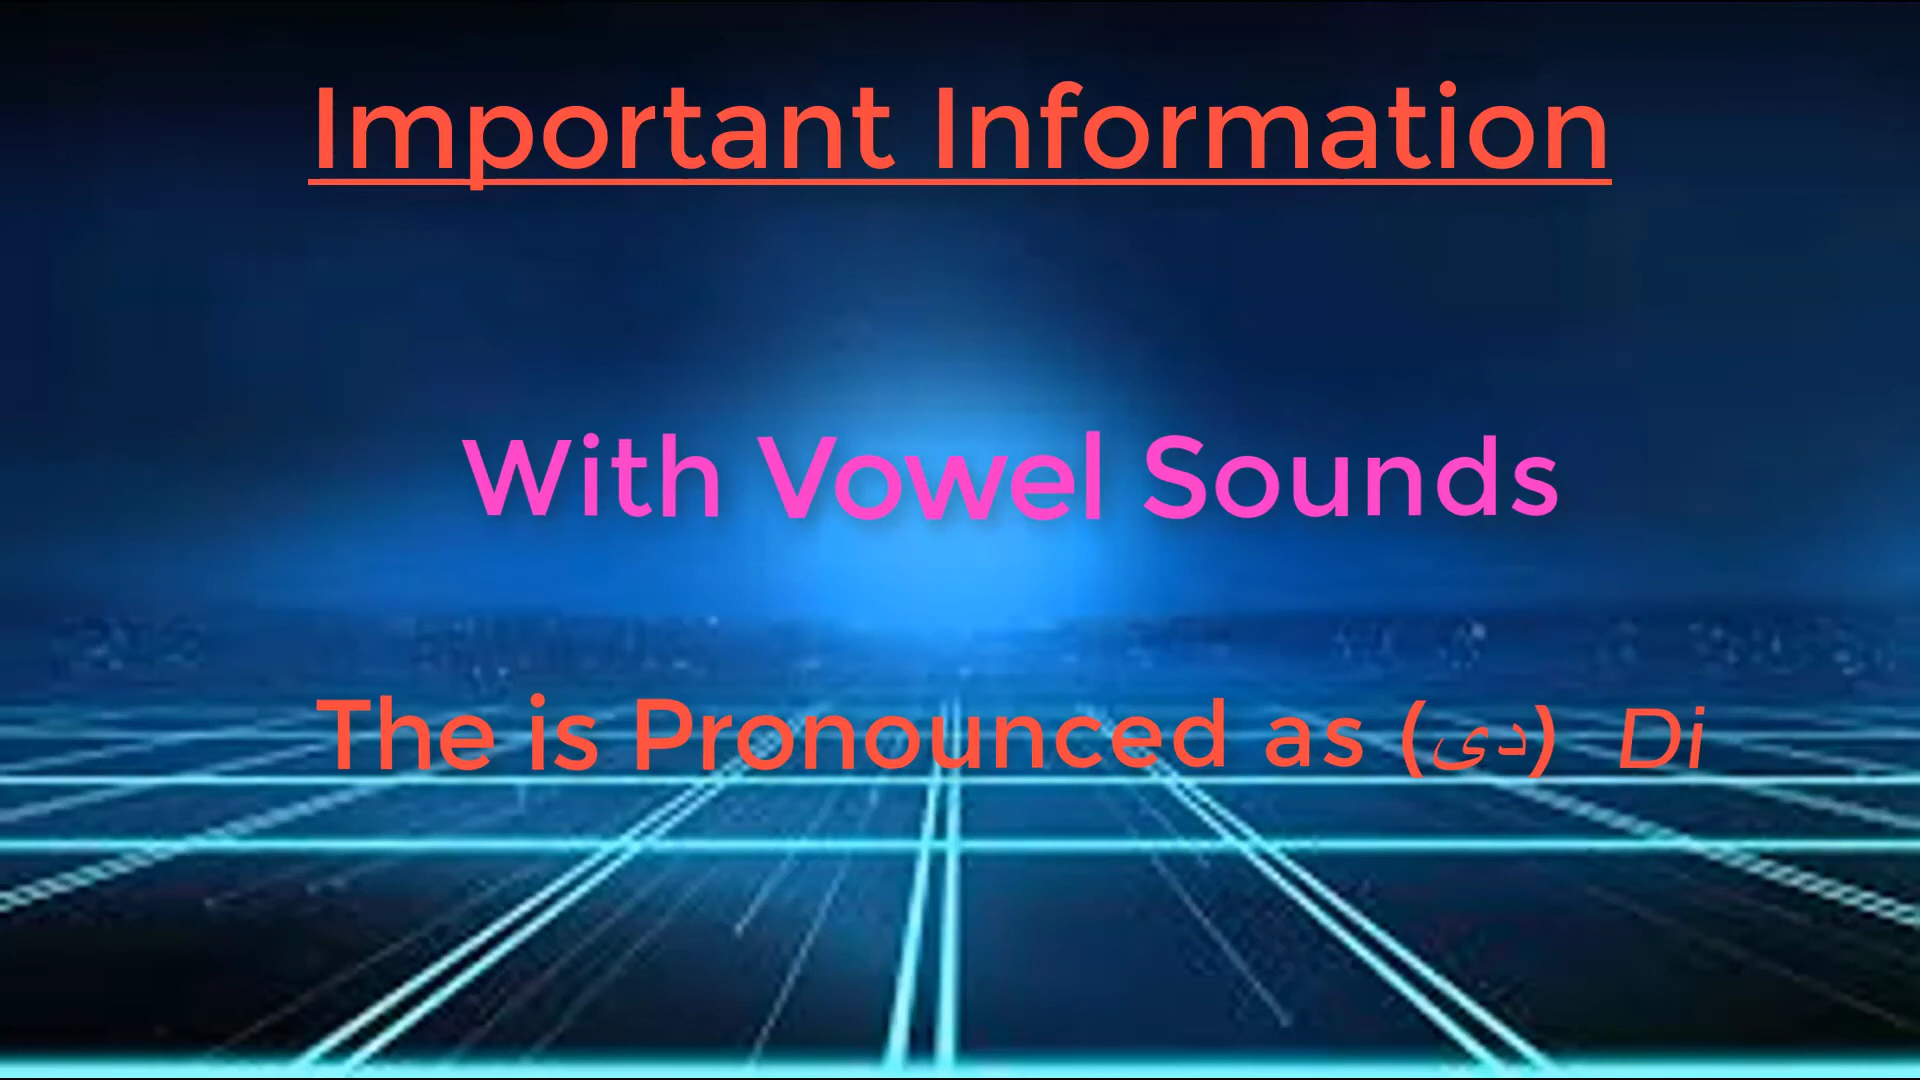 Important Information
With Vowel Sounds
The is Pronounced as (دی) Di